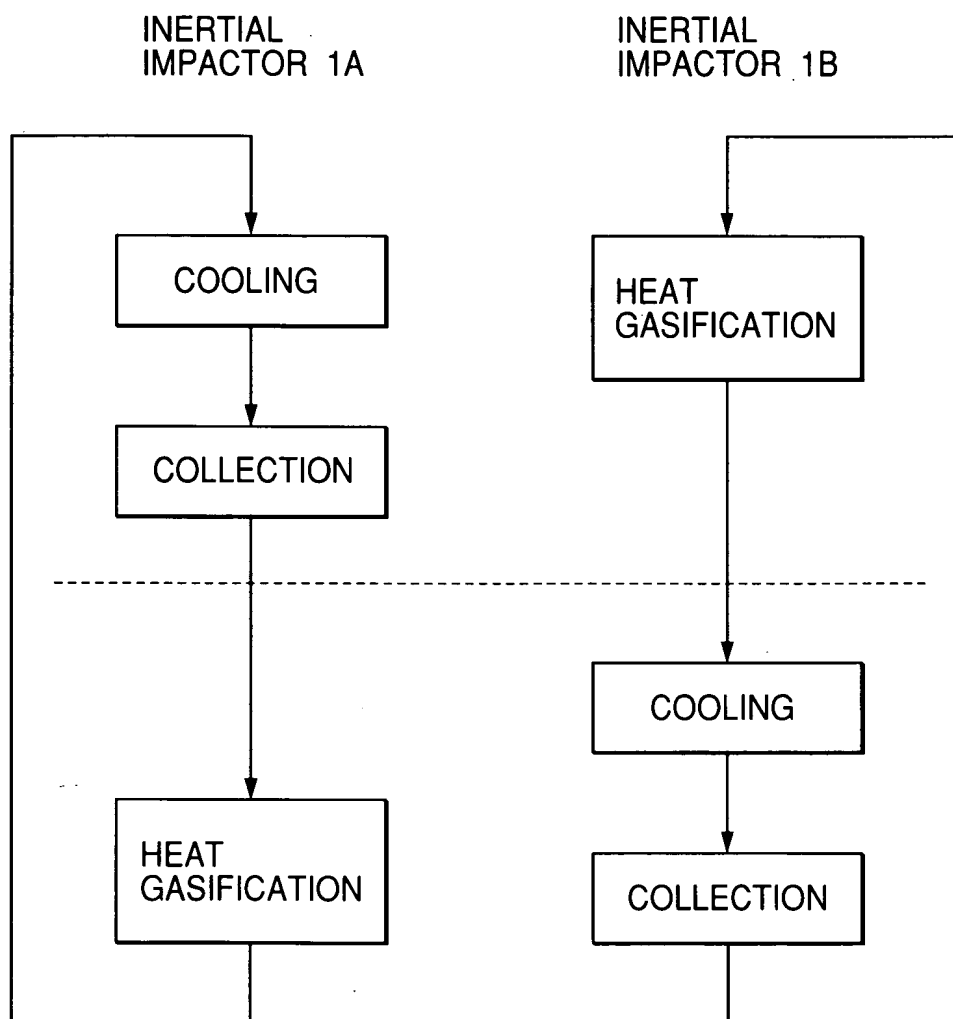 INERTIAL
IMPACTOR 1A
INERTIAL
IMPACTOR 1B
COOLING
COLLECTION
HEAT
GASIFICATION
HEAT
GASIFICATION
COOLING
COLLECTION